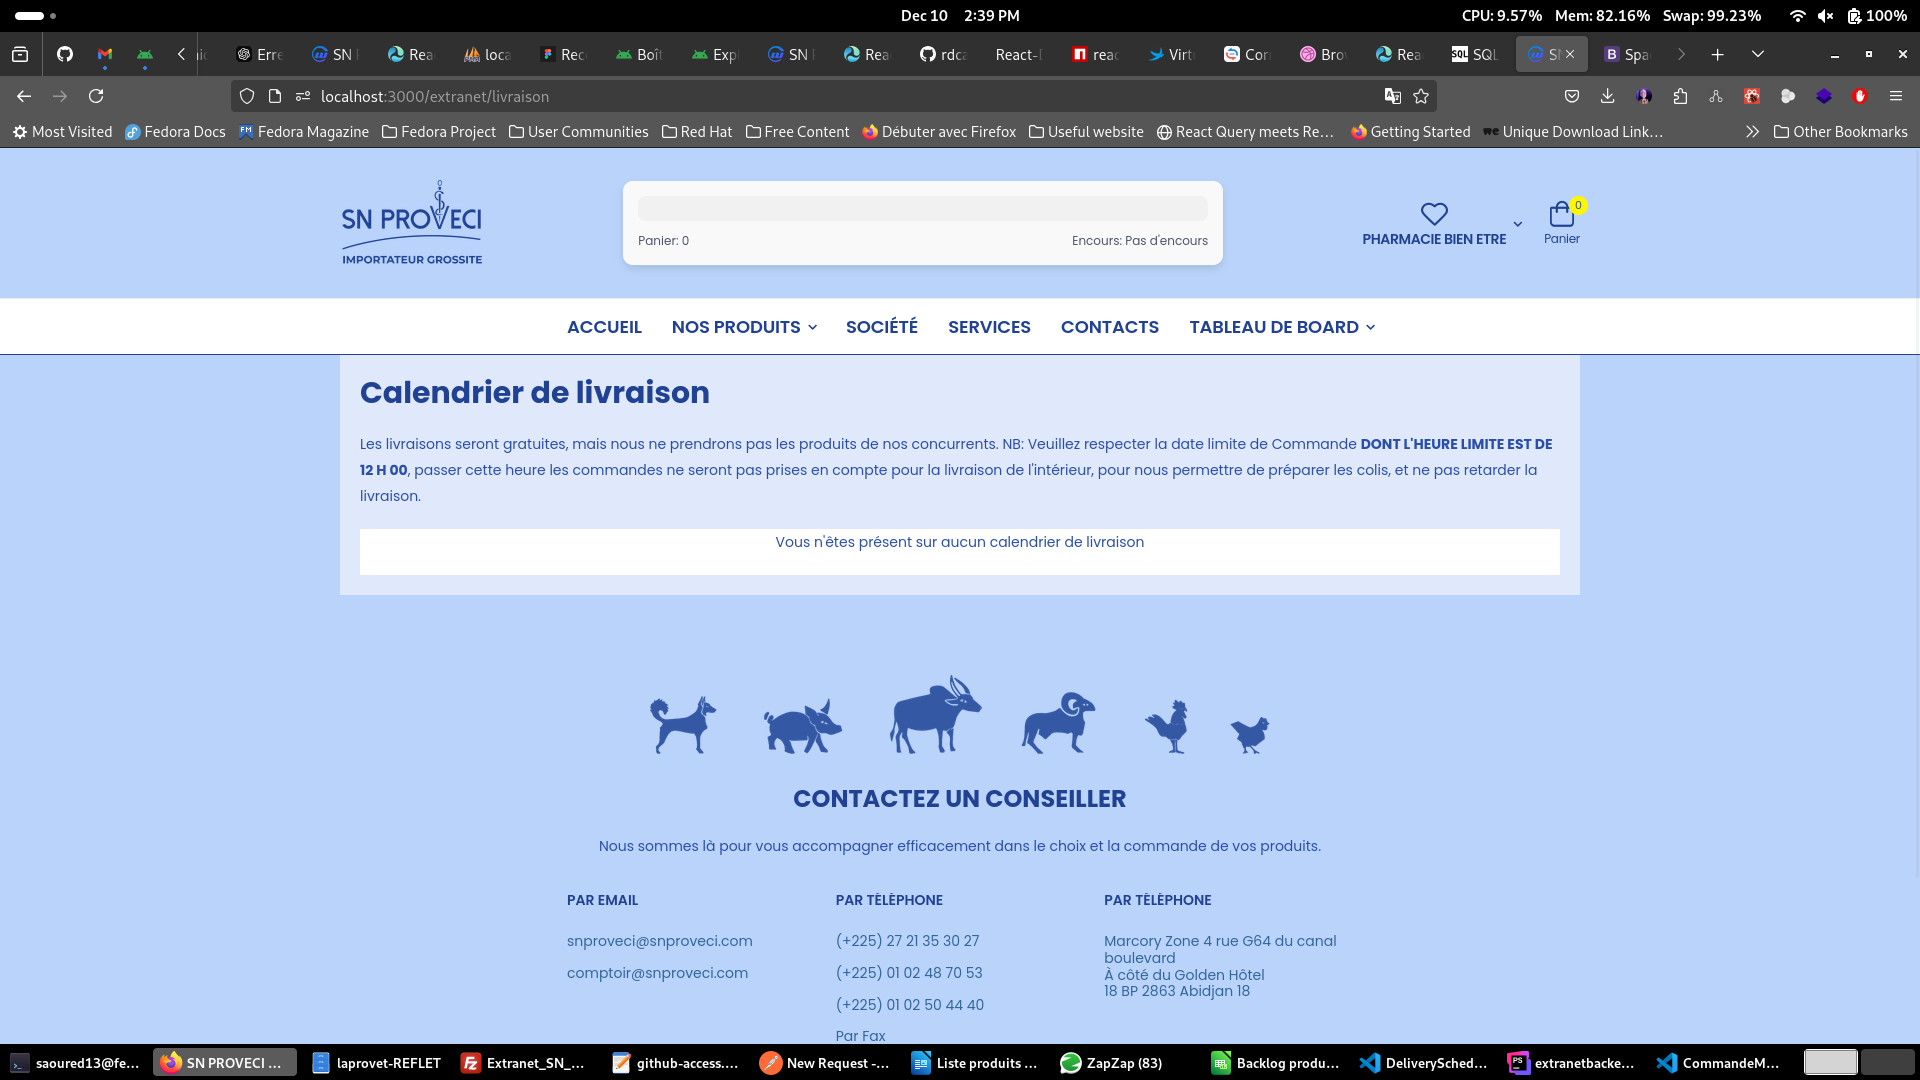 Dec 10 2:39 PM
CPU: 9.57% Mem: 82.16% Swap: 99.23% 100%
Erre SN Rea loca Rec Boît Expl SN Rea rdca React-I reac Virtu Cor Bro Rea SQL SN Spa
localhost:3000/extranet/livraison
Most Visited Fedora Docs Fedora Magazine Fedora Project User Communities Red Hat Free Content Débuter avec Firefox Useful website React Query meets Re… Getting Started Unique Download Link… Other Bookmarks
SN PROVECI
IMPORTATEUR GROSSITE
Panier: 0
Encours: Pas d'encours
PHARMACIE BIEN ETRE
0
Panier
ACCUEIL NOS PRODUITS SOCIÉTÉ SERVICES CONTACTS TABLEAU DE BOARD
Calendrier de livraison
Les livraisons seront gratuites, mais nous ne prendrons pas les produits de nos concurrents. NB: Veuillez respecter la date limite de Commande DONT L'HEURE LIMITE EST DE
12 H 00, passer cette heure les commandes ne seront pas prises en compte pour la livraison de l'intérieur, pour nous permettre de préparer les colis, et ne pas retarder la
livraison.
Vous n'êtes présent sur aucun calendrier de livraison
CONTACTEZ UN CONSEILLER
Nous sommes là pour vous accompagner efficacement dans le choix et la commande de vos produits.
PAR EMAIL
snproveci@snproveci.com
comptoir@snproveci.com
PAR TÉLÉPHONE
(+225) 27 21 35 30 27
(+225) 01 02 48 70 53
(+225) 01 02 50 44 40
Par Fax
PAR TÉLÉPHONE
Marcory Zone 4 rue G64 du canal
boulevard
À côté du Golden Hôtel
18 BP 2863 Abidjan 18
saoured13@fe… SN PROVECI … laprovet-REFLET Extranet_SN_… github-access.… New Request -… Liste produits … ZapZap (83) Backlog produ… DeliverySched… extranetbacke… CommandeM…